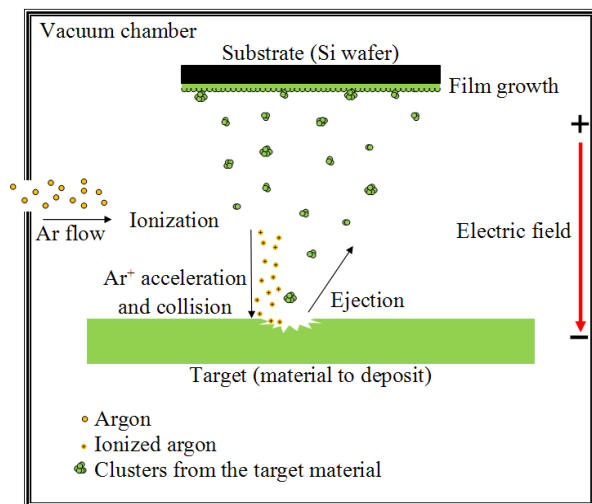 Vacuum chamber
Substrate (Si wafer)
Film growth
+
Ionization
Ar flow
Electric field
Ar⁺ acceleration
and collision
Ejection
−
Target (material to deposit)
Argon
Ionized argon
Clusters from the target material